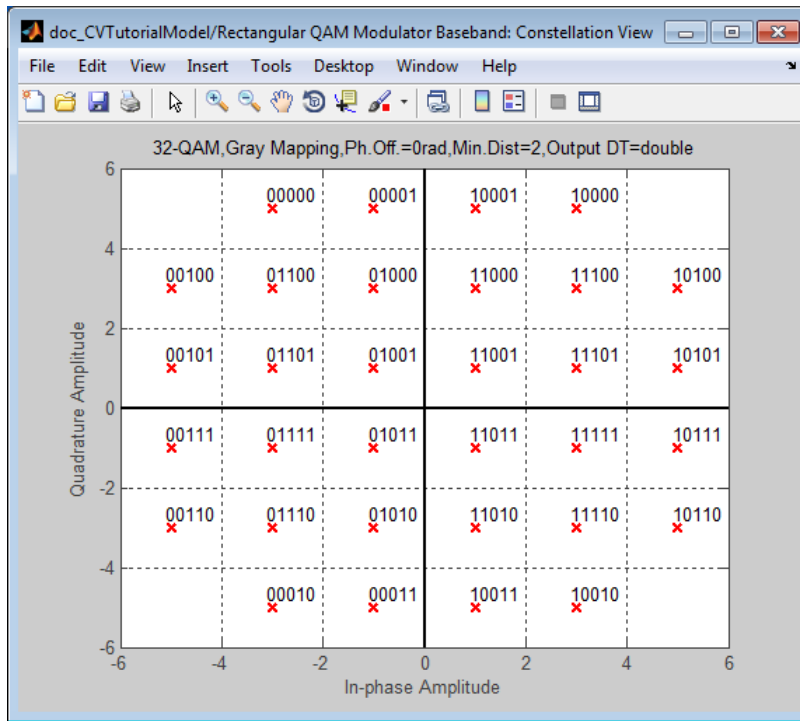 doc_CVTutorialModel/Rectangular QAM Modulator Baseband: Constellation View
File Edit View Insert Tools Desktop Window Help
32-QAM,Gray Mapping,Ph.Off.=0rad,Min.Dist=2,Output DT=double
6
00000 00001 10001 10000
4
00100 01100 01000 11000 11100 10100
2
00101 01101 01001 11001 11101 10101
Quadrature Amplitude
0
00111 01111 01011 11011 11111 10111
-2
00110 01110 01010 11010 11110 10110
-4
00010 00011 10011 10010
-6
-6 -4 -2 0 2 4 6
In-phase Amplitude